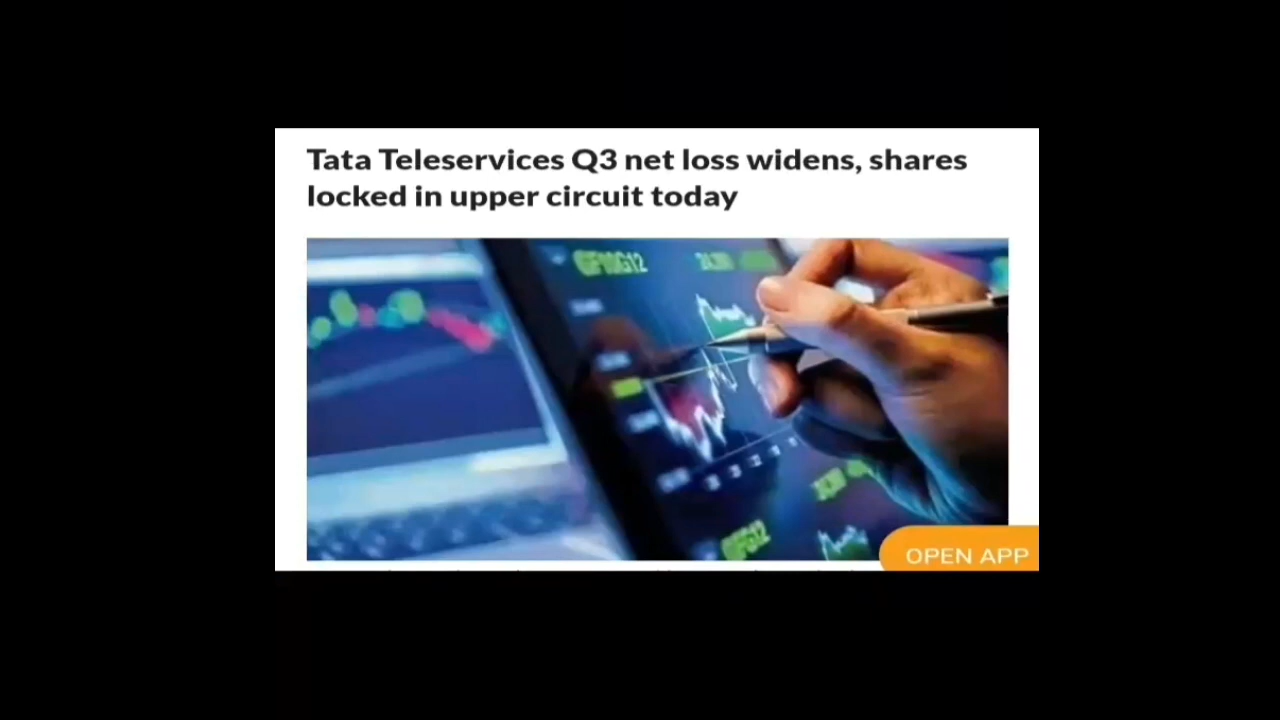 Tata Teleservices Q3 net loss widens, shares
locked in upper circuit today
OPEN APP